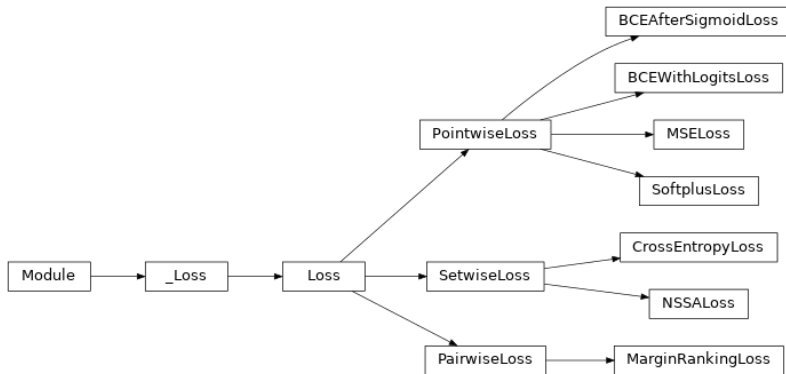 BCEAfterSigmoidLoss
BCEWithLogitsLoss
PointwiseLoss
MSELoss
SoftplusLoss
CrossEntropyLoss
Module
_Loss
Loss
SetwiseLoss
NSSALoss
PairwiseLoss
MarginRankingLoss